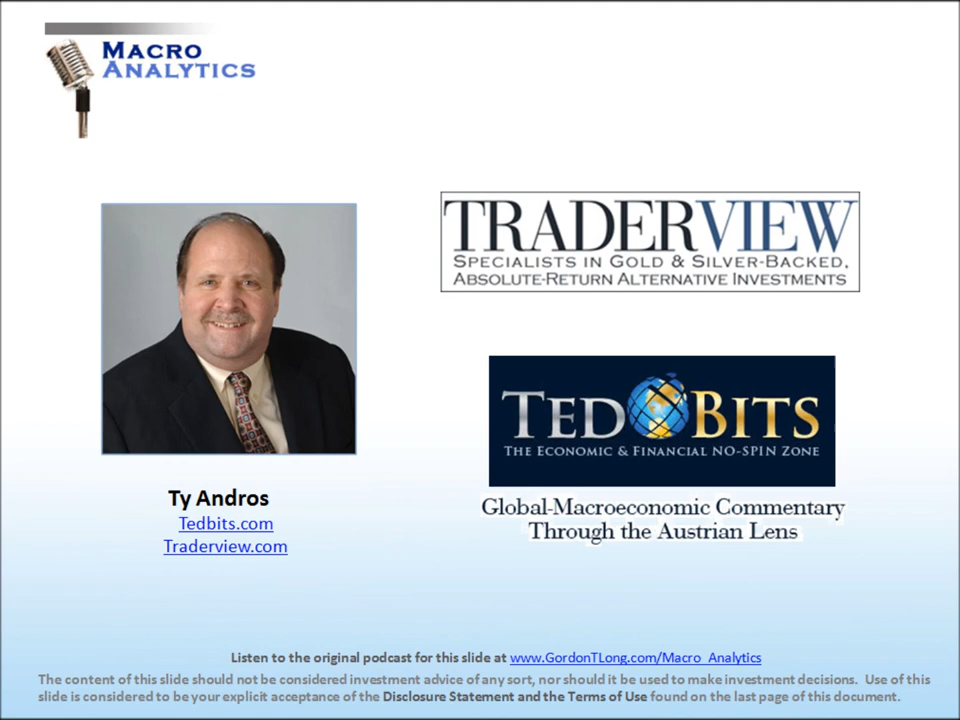 MACRO
ANALYTICS
TRADERVIEW
SPECIALISTS IN GOLD & SILVER-BACKED,
ABSOLUTE-RETURN ALTERNATIVE INVESTMENTS
TED BITS
THE ECONOMIC & FINANCIAL NO-SPIN ZONE
Global-Macroeconomic Commentary
Through the Austrian Lens
Ty Andros
Tedbits.com
Traderview.com
Listen to the original podcast for this slide at www.GordonTLong.com/Macro_Analytics
The content of this slide should not be considered investment advice of any sort, nor should it be used to make investment decisions. Use of this
slide is considered to be your explicit acceptance of the Disclosure Statement and the Terms of Use found on the last page of this document.